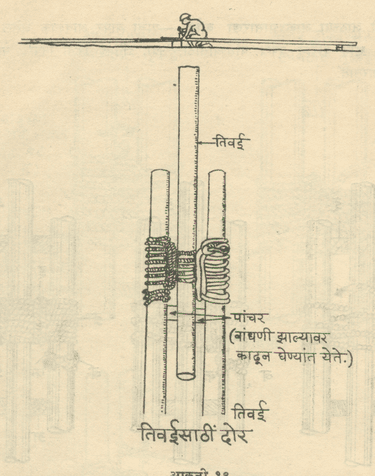 तिवई
पांचर
(बांधणी झाल्यावर
काढून घेण्यांत येते.)
तिवई
तिवईसाठीं दोर